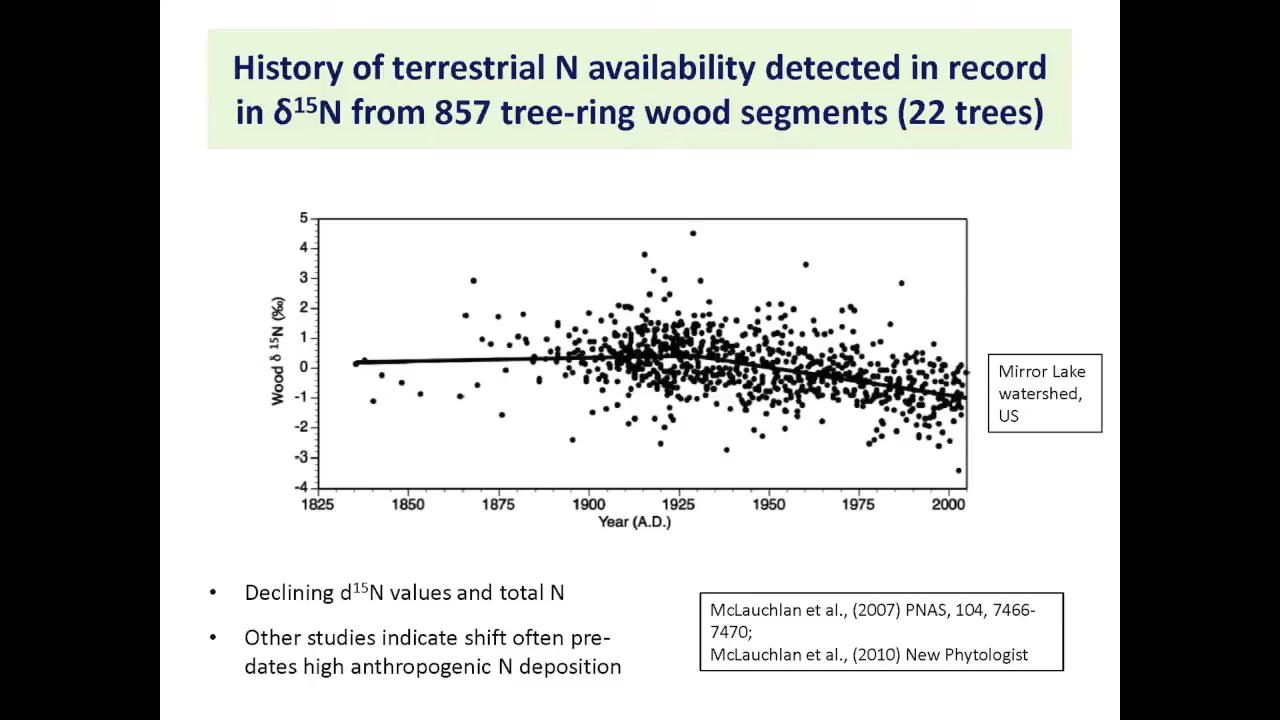 History of terrestrial N availability detected in record
in δ¹⁵N from 857 tree-ring wood segments (22 trees)
5
4
3
2
1
0
-1
-2
-3
-4
Wood δ ¹⁵N (‰)
1825 1850 1875 1900 1925 1950 1975 2000
Year (A.D.)
Mirror Lake
watershed,
US
• Declining d¹⁵N values and total N
• Other studies indicate shift often pre-
dates high anthropogenic N deposition
McLauchlan et al., (2007) PNAS, 104, 7466-
7470;
McLauchlan et al., (2010) New Phytologist